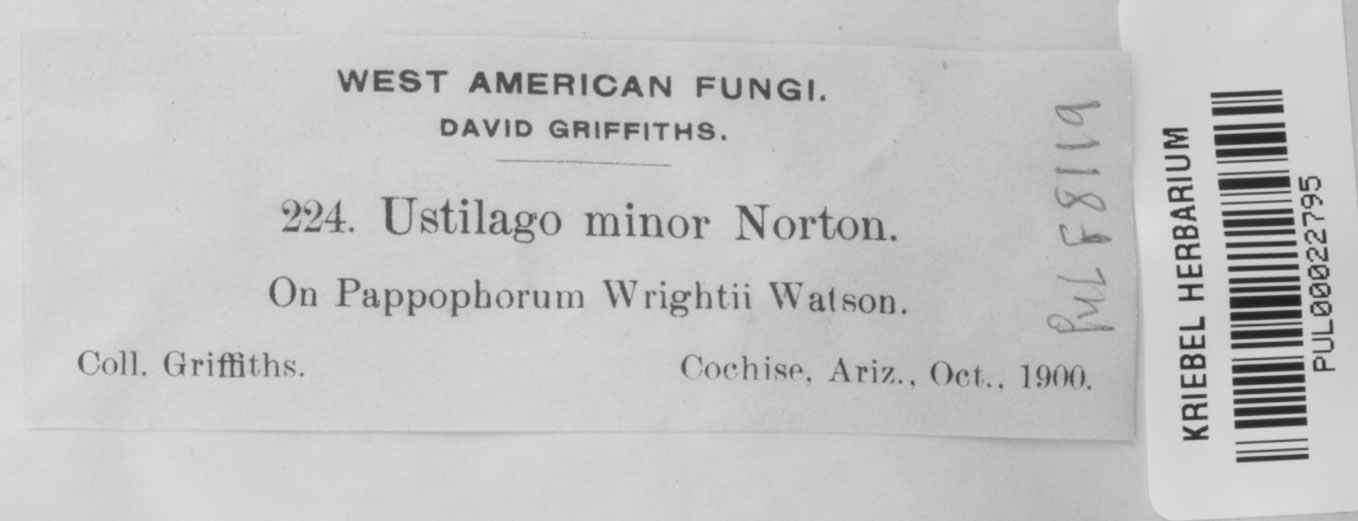 WEST AMERICAN FUNGI.
DAVID GRIFFITHS.
224. Ustilago minor Norton.
On Pappophorum Wrightii Watson.
Coll. Griffiths.
Cochise, Ariz., Oct., 1900.
PUL F8119
KRIEBEL HERBARIUM
PUL00022795